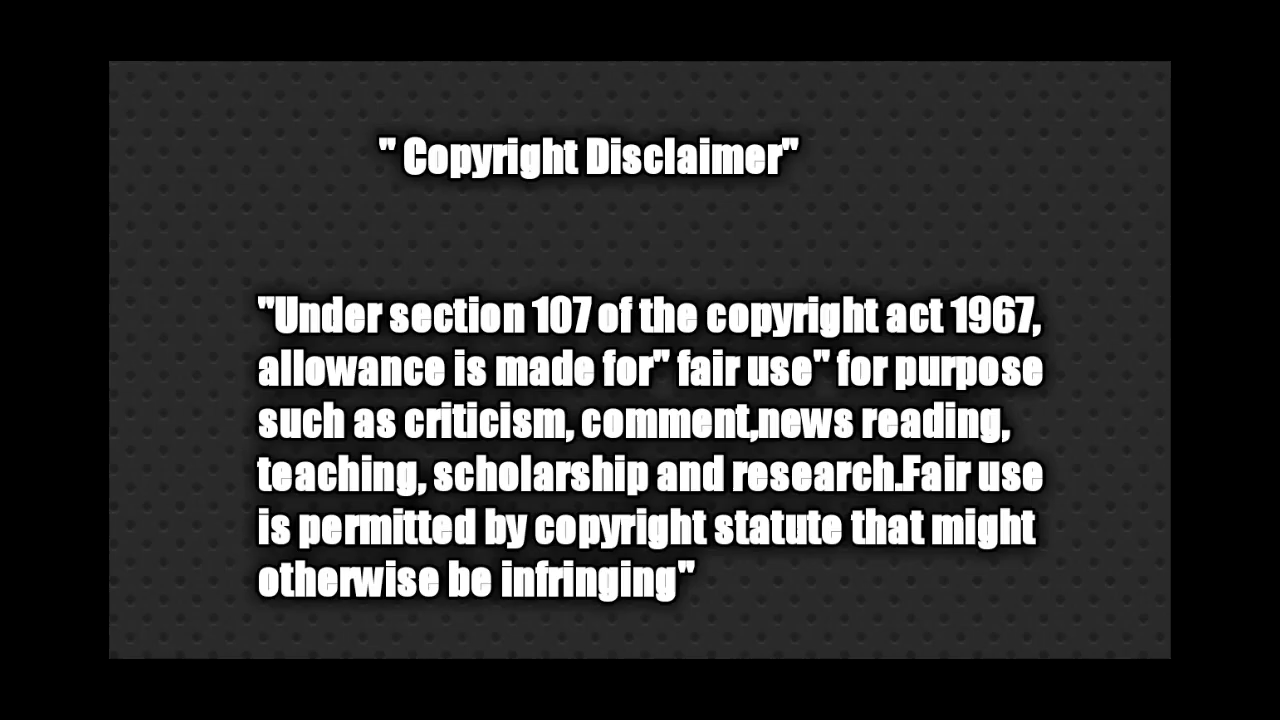 " Copyright Disclaimer"
"Under section 107 of the copyright act 1967,
allowance is made for" fair use" for purpose
such as criticism, comment,news reading,
teaching, scholarship and research.Fair use
is permitted by copyright statute that might
otherwise be infringing"